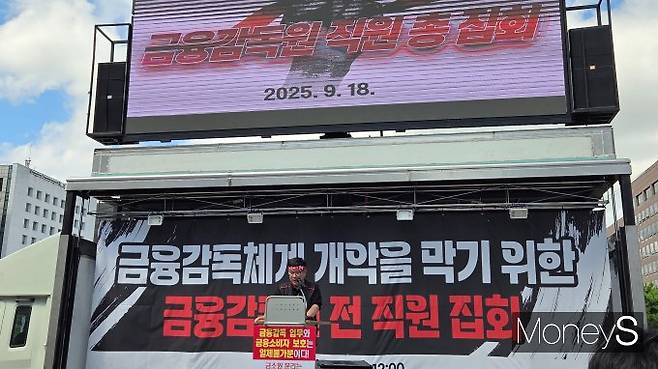 금융감독원 직원 총 집회
2025. 9. 18.
금융감독체계 개악을 막기 위한
금융감 전 직원 집회
MoneyS
금융감독 업무와
금융소비자 보호는
일체불가분이다!
12:00